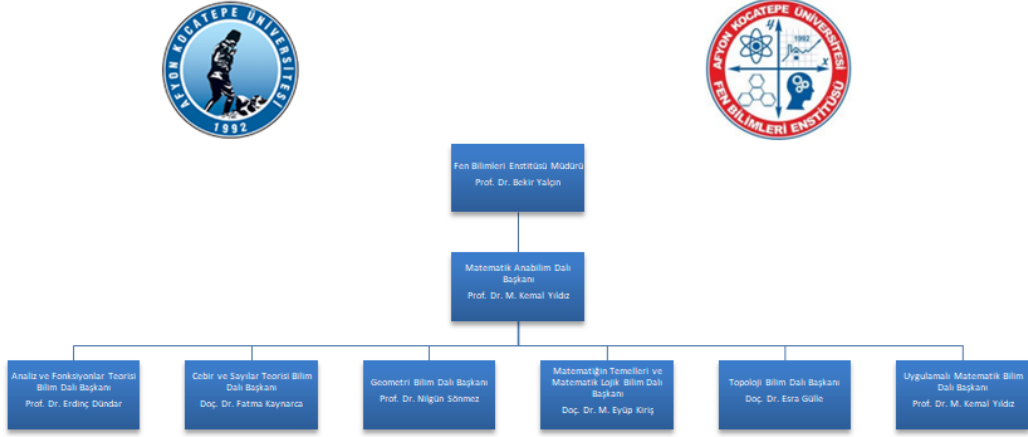 AFYON KOCATEPE ÜNİVERSİTESİ
1992
AFYON KOCATEPE ÜNİVERSİTESİ
1992
y
x
FEN BİLİMLERİ ENSTİTÜSÜ
Fen Bilimleri Enstitüsü Müdürü
Prof. Dr. Bekir Yalçın
Matematik Anabilim Dalı
Başkanı
Prof. Dr. M. Kemal Yıldız
Analiz ve Fonksiyonlar Teorisi
Bilim Dalı Başkanı
Prof. Dr. Erdinç Dündar
Cebir ve Sayılar Teorisi Bilim
Dalı Başkanı
Doç. Dr. Fatma Kaynarca
Geometri Bilim Dalı Başkanı
Prof. Dr. Nilgün Sönmez
Matematiğin Temelleri ve
Matematik Lojik Bilim Dalı
Başkanı
Doç. Dr. M. Eyüp Kiriş
Topoloji Bilim Dalı Başkanı
Doç. Dr. Esra Gülle
Uygulamalı Matematik Bilim
Dalı Başkanı
Prof. Dr. M. Kemal Yıldız